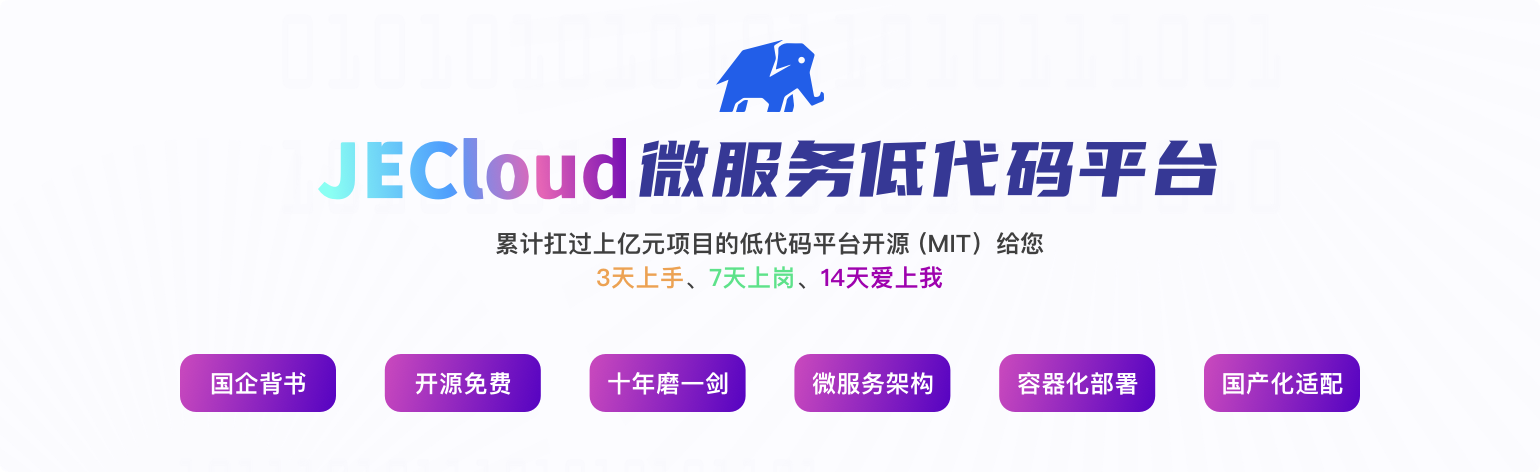 JECloud微服务低代码平台
累计扛过上亿元项目的低代码平台开源（MIT）给您
3天上手、7天上岗、14天爱上我
国企背书 开源免费 十年磨一剑 微服务架构 容器化部署 国产化适配